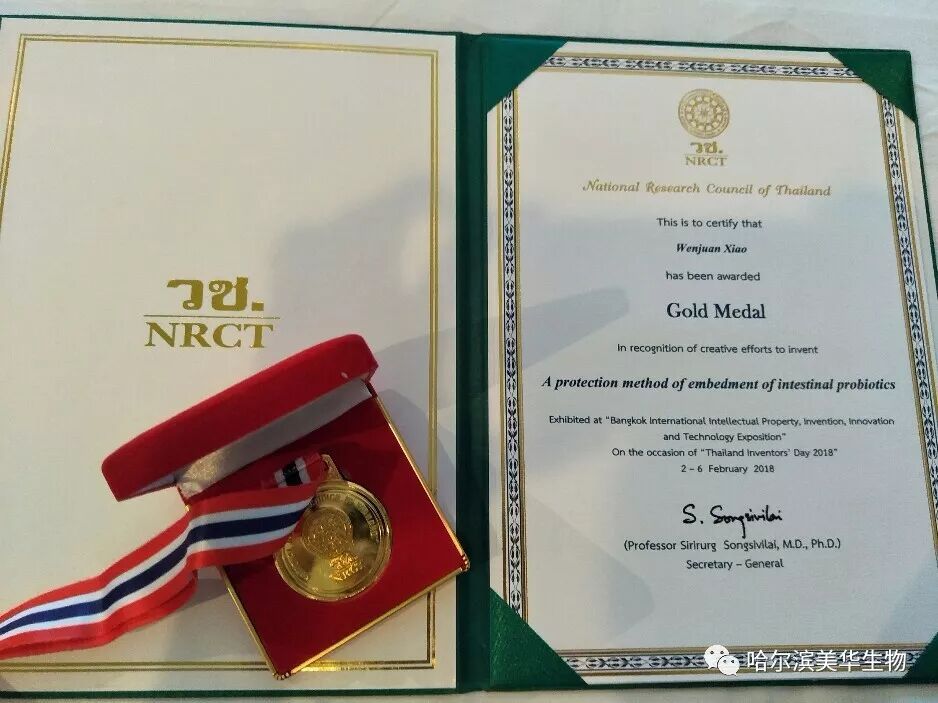 วช.
NRCT
NRCT
วช.
NRCT
National Research Council of Thailand
This is to certify that
Wenjuan Xiao
has been awarded
Gold Medal
In recognition of creative efforts to invent
A protection method of embedment of intestinal probiotics
Exhibited at "Bangkok International Intellectual Property, Invention, Innovation
and Technology Exposition"
On the occasion of "Thailand Inventors' Day 2018"
2 – 6 February 2018
S. Songsivilai
(Professor Sirirurg Songsivilai, M.D., Ph.D.)
Secretary – General
哈尔滨美华生物